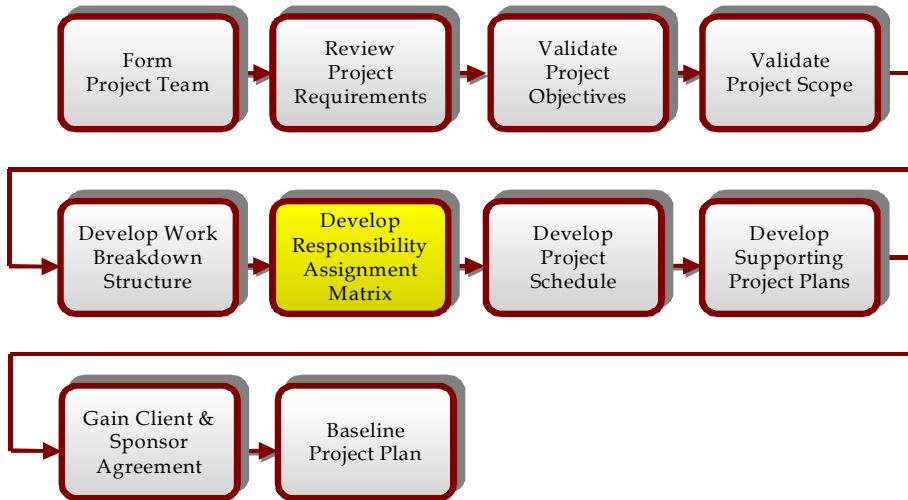 Form
Project Team
Review
Project
Requirements
Validate
Project
Objectives
Validate
Project Scope
Develop Work
Breakdown
Structure
Develop
Responsibility
Assignment
Matrix
Develop
Project
Schedule
Develop
Supporting
Project Plans
Gain Client &
Sponsor
Agreement
Baseline
Project Plan